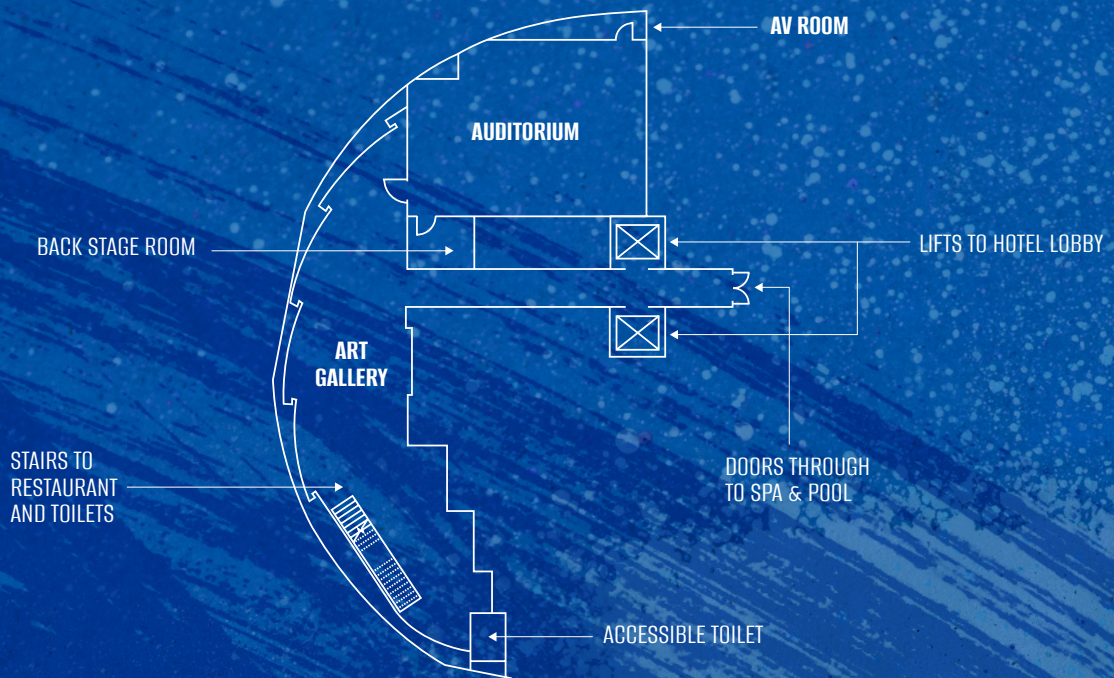 AV ROOM
AUDITORIUM
BACK STAGE ROOM
LIFTS TO HOTEL LOBBY
ART
GALLERY
STAIRS TO
RESTAURANT
AND TOILETS
DOORS THROUGH
TO SPA & POOL
ACCESSIBLE TOILET